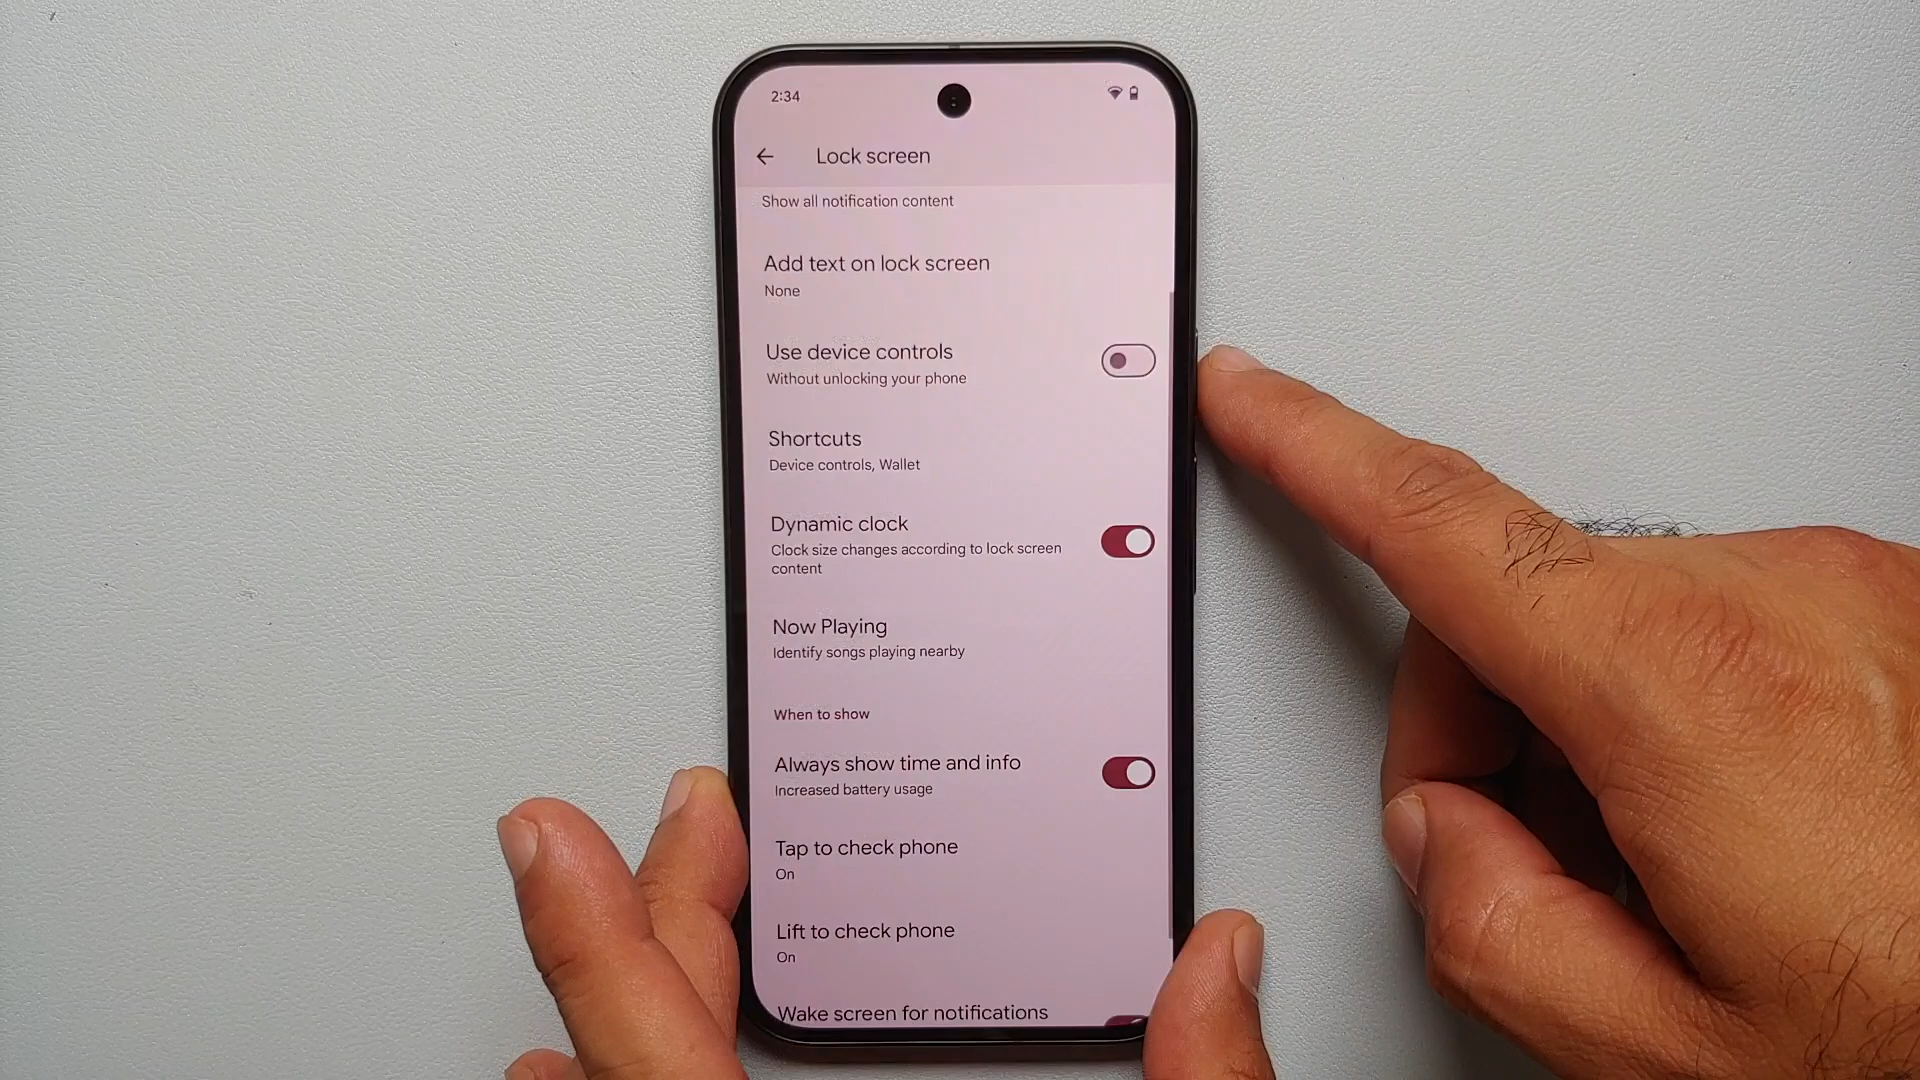 2:34
Lock screen
Show all notification content
Add text on lock screen
None
Use device controls
Without unlocking your phone
Shortcuts
Device controls, Wallet
Dynamic clock
Clock size changes according to lock screen
content
Now Playing
Identify songs playing nearby
When to show
Always show time and info
Increased battery usage
Tap to check phone
On
Lift to check phone
On
Wake screen for notifications